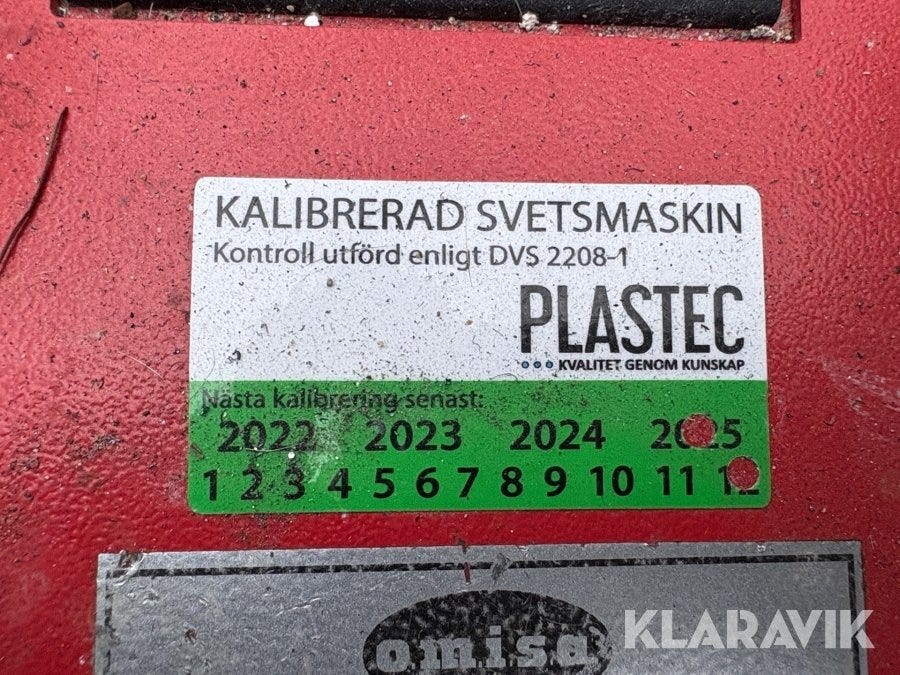 KALIBRERAD SVETSMASKIN
Kontroll utförd enligt DVS 2208-1
PLASTEC
KVALITET GENOM KUNSKAP
Nästa kalibrering senast:
2022 2023 2024 2025
1 2 3 4 5 6 7 8 9 10 11 12
omisa
KLARAVIK